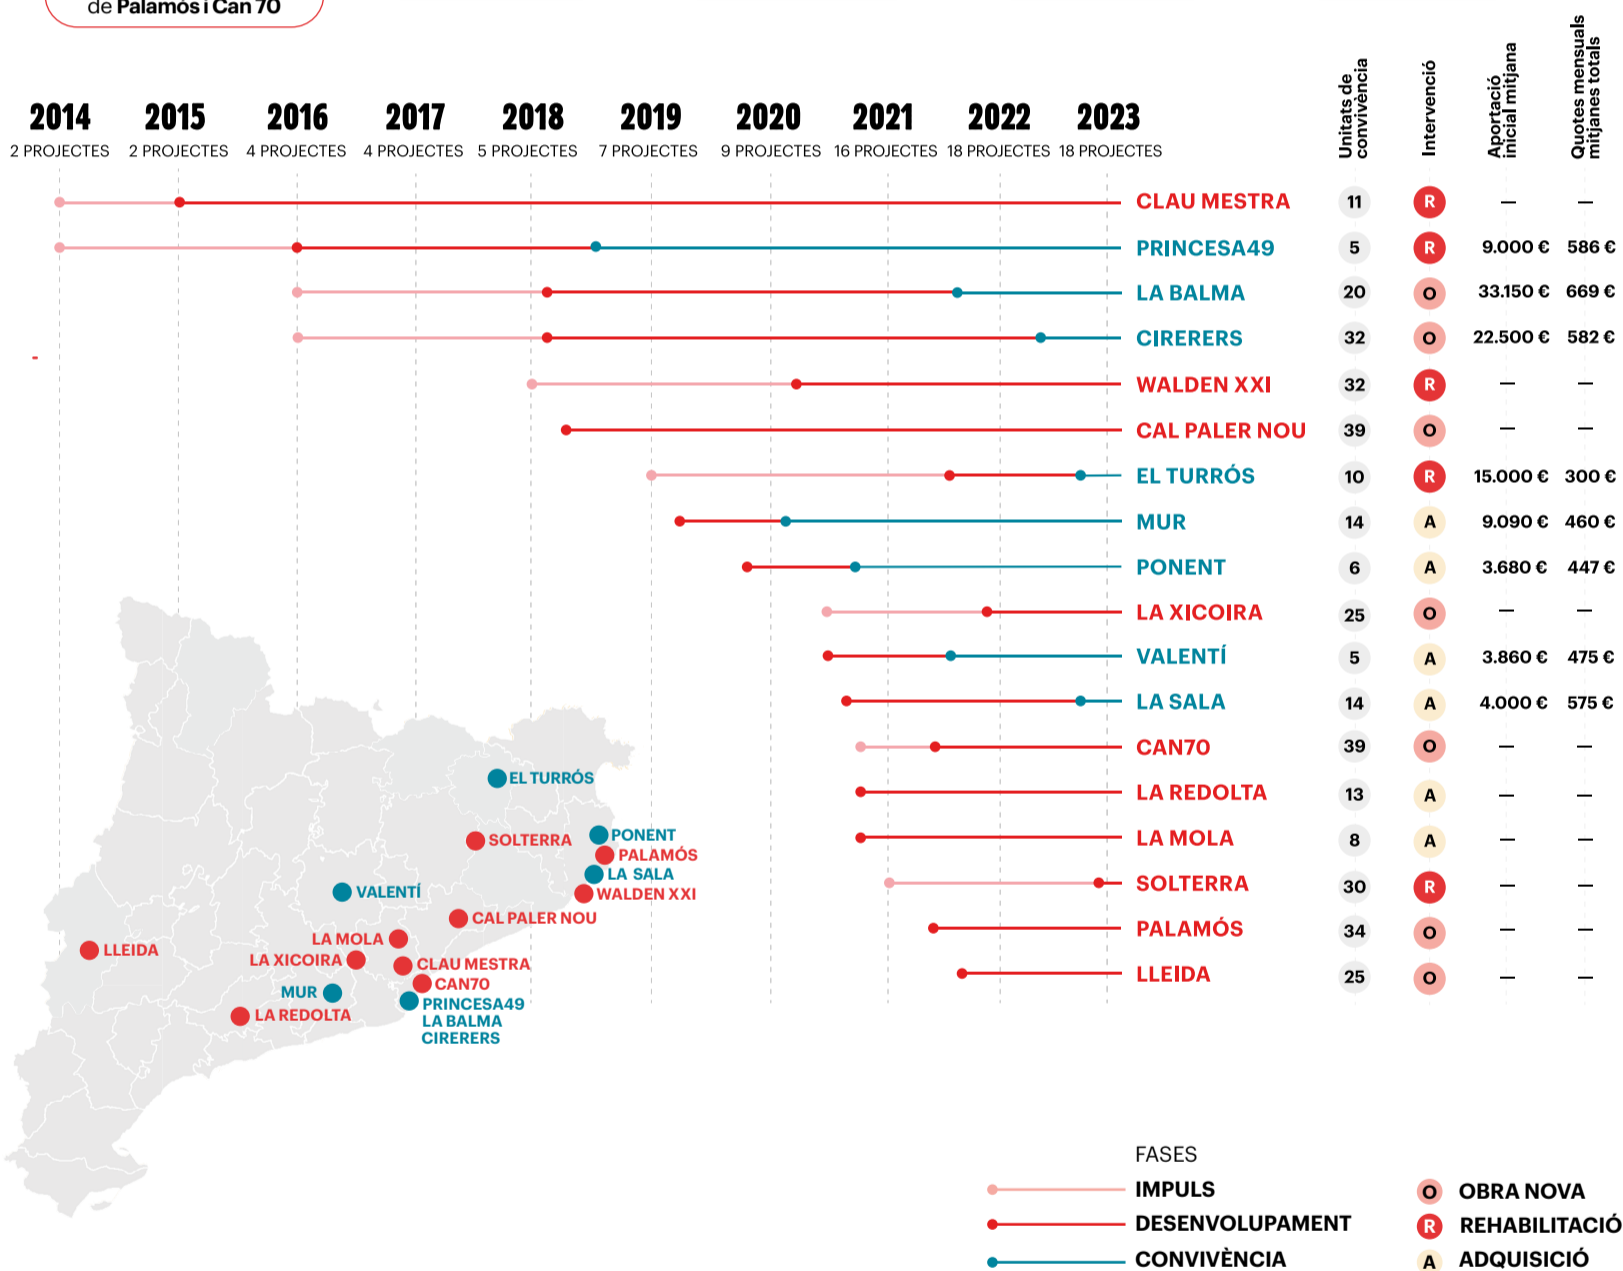 de Palamós i Can 70
2014 2015 2016 2017 2018 2019 2020 2021 2022 2023
2 PROJECTES 2 PROJECTES 4 PROJECTES 4 PROJECTES 5 PROJECTES 7 PROJECTES 9 PROJECTES 16 PROJECTES 18 PROJECTES 18 PROJECTES
Unitats de
convivència
Intervenció
Aportació
inicial mitjana
Quotes mensuals
mitjanes totals
CLAU MESTRA 11 R — —
PRINCESA49 5 R 9.000 € 586 €
LA BALMA 20 O 33.150 € 669 €
CIRERERS 32 O 22.500 € 582 €
WALDEN XXI 32 R — —
CAL PALER NOU 39 O — —
EL TURRÓS 10 R 15.000 € 300 €
MUR 14 A 9.090 € 460 €
PONENT 6 A 3.680 € 447 €
LA XICOIRA 25 O — —
VALENTÍ 5 A 3.860 € 475 €
LA SALA 14 A 4.000 € 575 €
CAN70 39 O — —
LA REDOLTA 13 A — —
LA MOLA 8 A — —
SOLTERRA 30 R — —
PALAMÓS 34 O — —
LLEIDA 25 O — —
EL TURRÓS
PONENT
SOLTERRA
PALAMÓS
LA SALA
VALENTÍ
WALDEN XXI
CAL PALER NOU
LA MOLA
LLEIDA
LA XICOIRA
CLAU MESTRA
CAN70
MUR
PRINCESA49
LA REDOLTA
LA BALMA
CIRERERS
FASES
IMPULS
DESENVOLUPAMENT
CONVIVÈNCIA
O OBRA NOVA
R REHABILITACIÓ
A ADQUISICIÓ